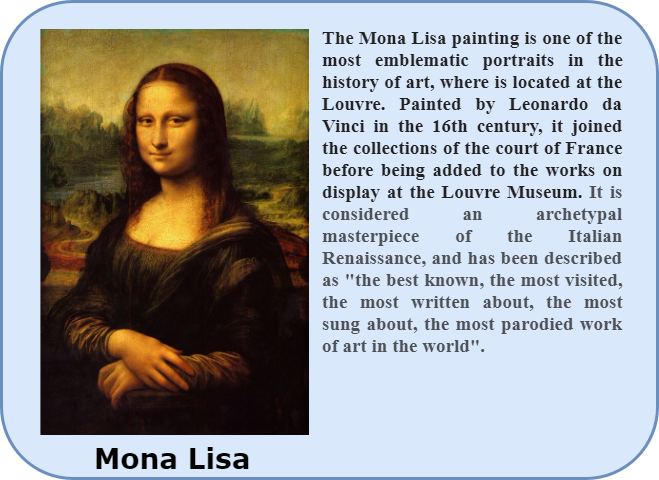 The Mona Lisa painting is one of the
most emblematic portraits in the
history of art, where is located at the
Louvre. Painted by Leonardo da
Vinci in the 16th century, it joined
the collections of the court of France
before being added to the works on
display at the Louvre Museum. It is
considered an archetypal
masterpiece of the Italian
Renaissance, and has been described
as "the best known, the most visited,
the most written about, the most
sung about, the most parodied work
of art in the world".
Mona Lisa